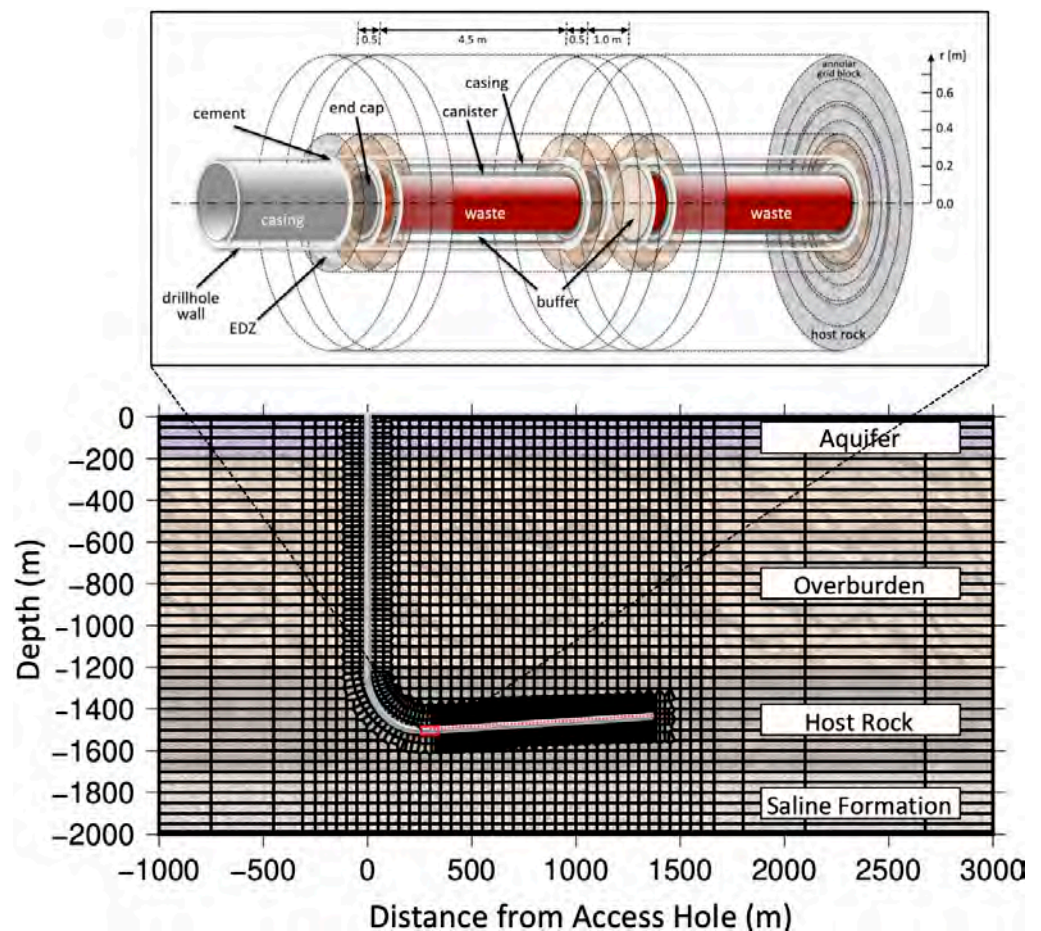 0.5
4.5 m
0.5
1.0 m
r [m]
annular
grid block
casing
0.8
end cap
canister
cement
0.6
0.4
0.2
casing
waste
waste
0.0
buffer
drillhole
wall
EDZ
host rock
0
Aquifer
−200
−400
−600
Overburden
−800
Depth (m)
−1000
−1200
−1400
Host Rock
−1600
−1800
Saline Formation
−2000
−1000
−500
0
500
1000
1500
2000
2500
3000
Distance from Access Hole (m)